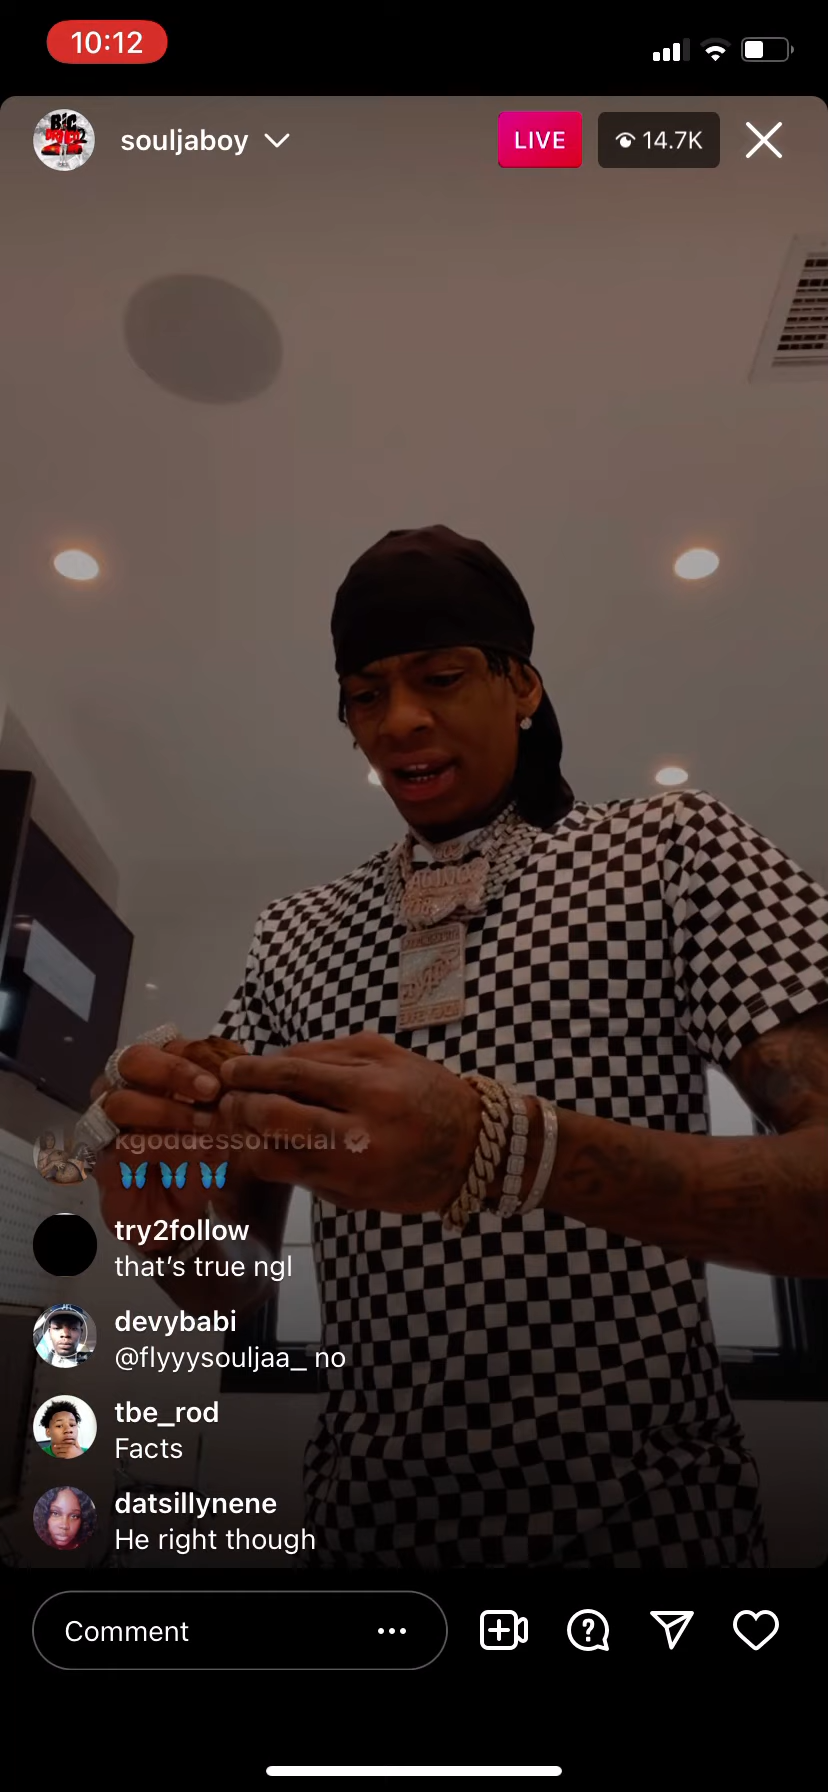 10:12
souljaboy
LIVE
14.7K
kgoddessofficial
🦋 🦋 🦋
try2follow
that’s true ngl
devybabi
@flyyysouljaa_ no
tbe_rod
Facts
datsillynene
He right though
Comment